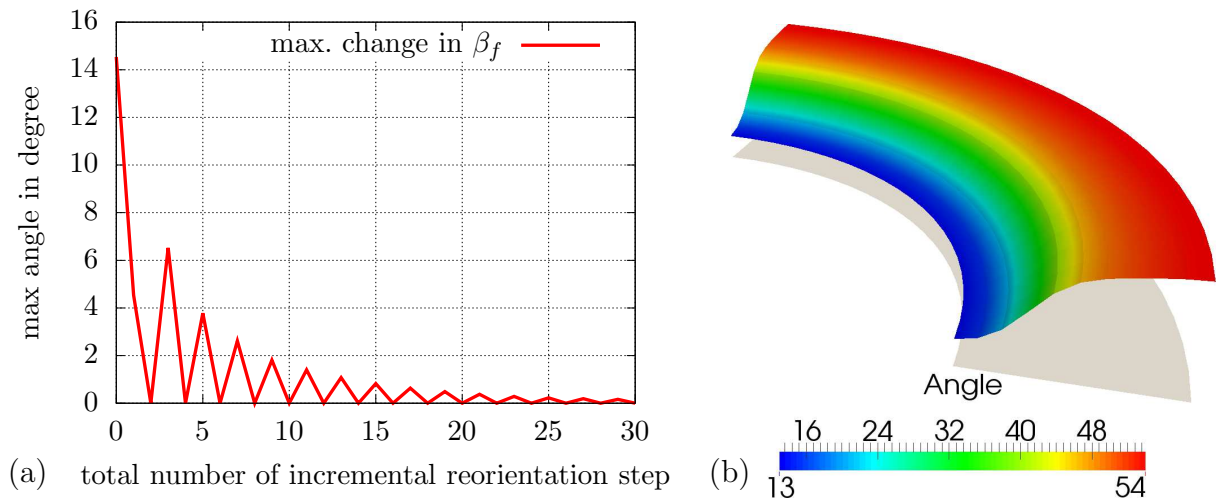 16
14
12
10
8
6
4
2
0
max angle in degree
max. change in β_f
0 5 10 15 20 25 30
(a) total number of incremental reorientation step
(b)
Angle
16 24 32 40 48
13 54